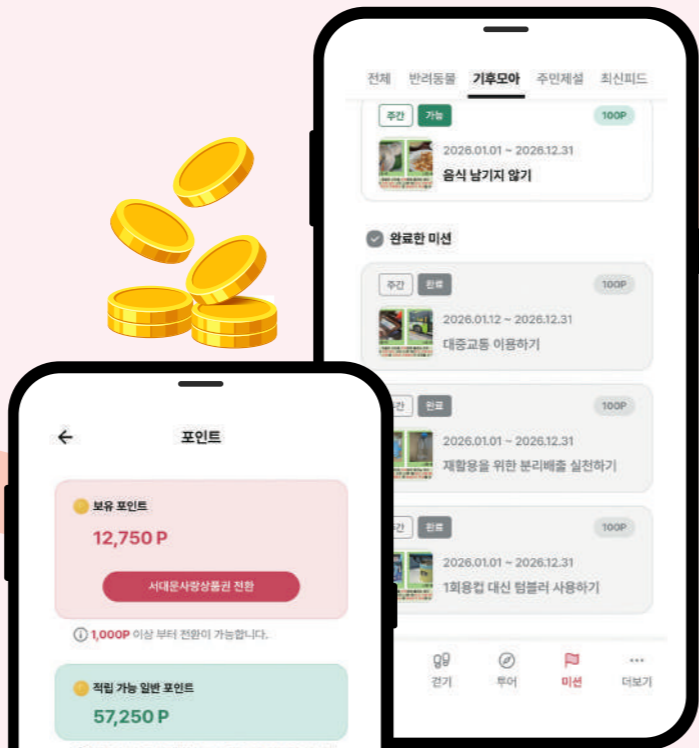 전체 반려동물 기후모아 주민제설 최신피드
주간 가능 100P
2026.01.01 ~ 2026.12.31
음식 남기지 않기
완료한 미션
주간 완료 100P
2026.01.12 ~ 2026.12.31
대중교통 이용하기
완료 100P
2026.01.01 ~ 2026.12.31
재활용을 위한 분리배출 실천하기
완료 100P
2026.01.01 ~ 2026.12.31
1회용컵 대신 텀블러 사용하기
걷기 투어 미션 더보기
포인트
보유 포인트
12,750 P
서대문사랑상품권 전환
1,000P 이상 부터 전환이 가능합니다.
적립 가능 일반 포인트
57,250 P